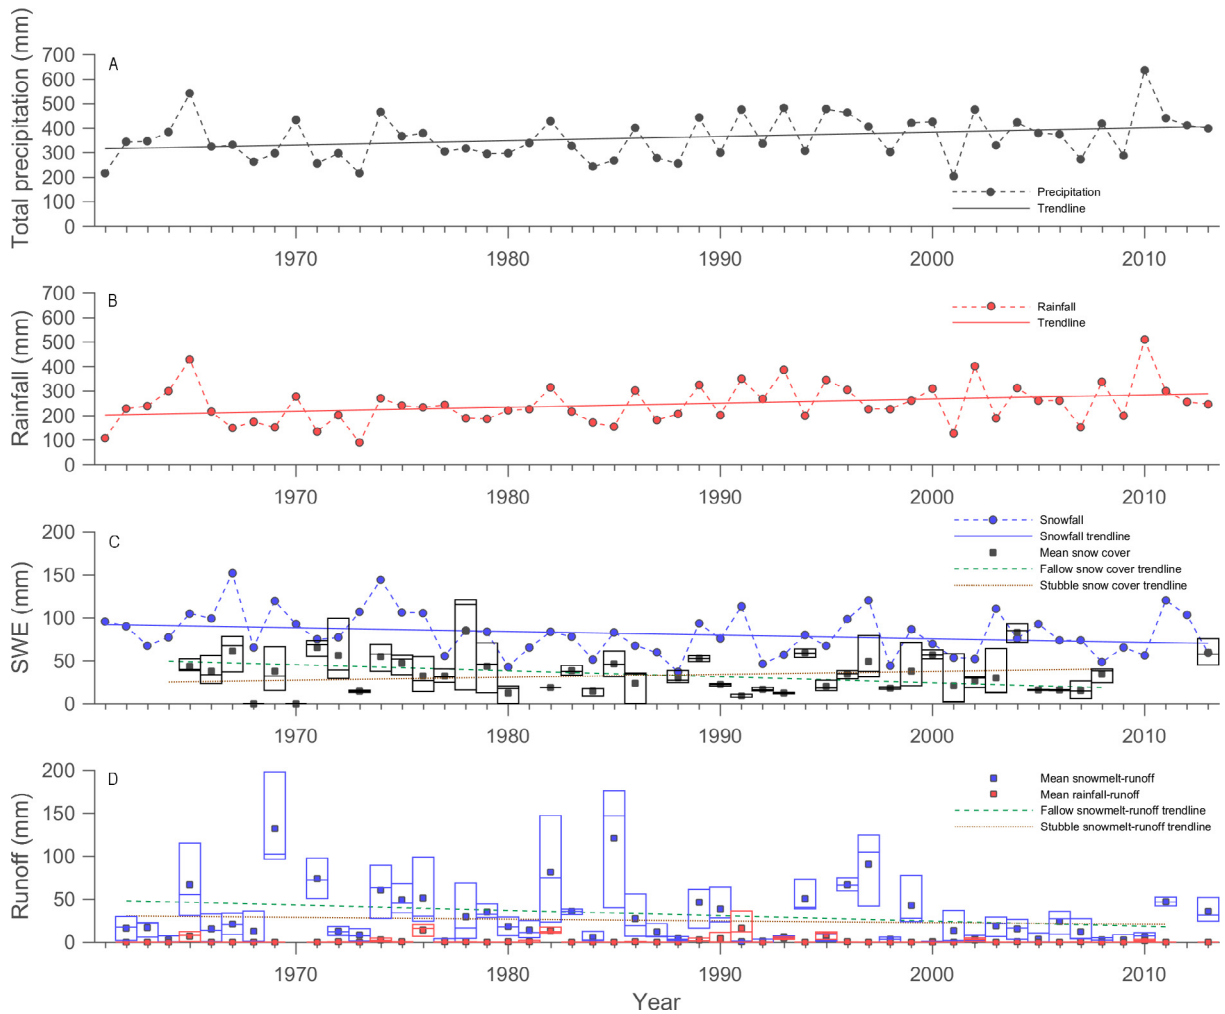 A
Total precipitation (mm)
700
600
500
400
300
200
100
0
Precipitation
Trendline
1970
1980
1990
2000
2010
B
Rainfall (mm)
700
600
500
400
300
200
100
0
Rainfall
Trendline
1970
1980
1990
2000
2010
C
SWE (mm)
200
150
100
50
0
Snowfall
Snowfall trendline
Mean snow cover
Fallow snow cover trendline
Stubble snow cover trendline
1970
1980
1990
2000
2010
D
Runoff (mm)
200
150
100
50
0
Mean snowmelt-runoff
Mean rainfall-runoff
Fallow snowmelt-runoff trendline
Stubble snowmelt-runoff trendline
1970
1980
1990
2000
2010
Year